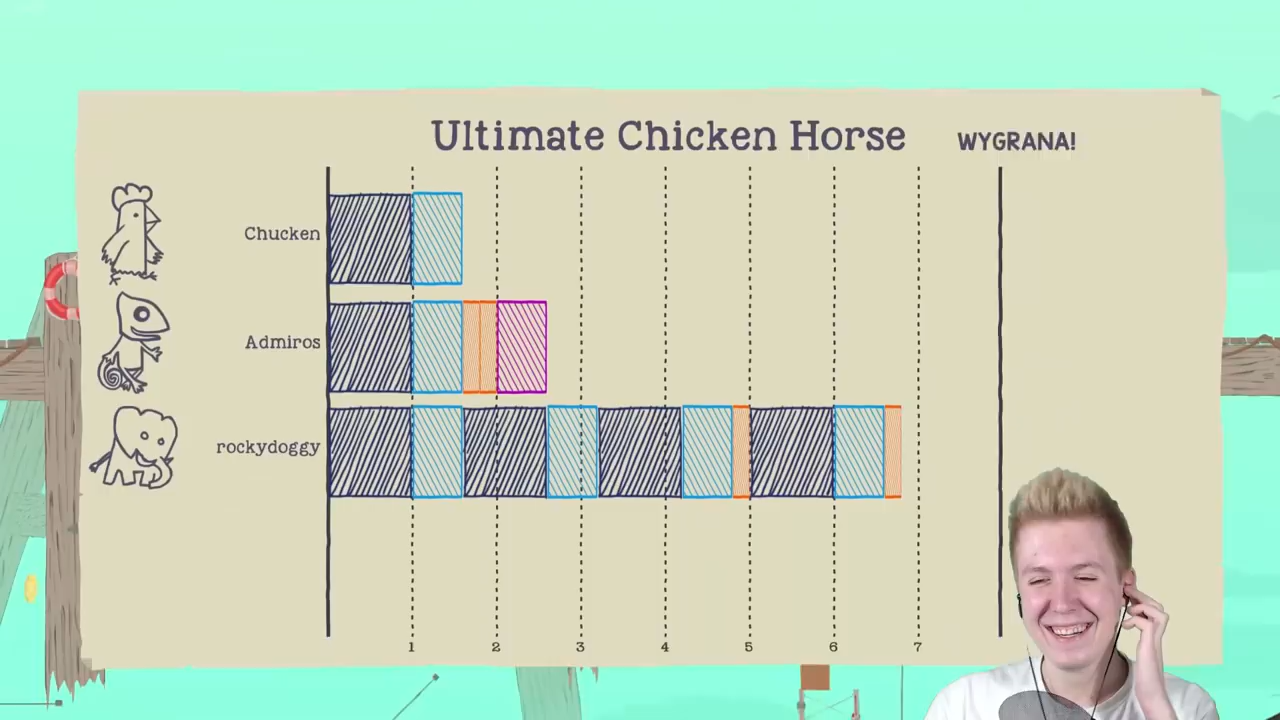 Ultimate Chicken Horse
WYGRANA!
Chucken
Admiros
rockydoggy
1 2 3 4 5 6 7